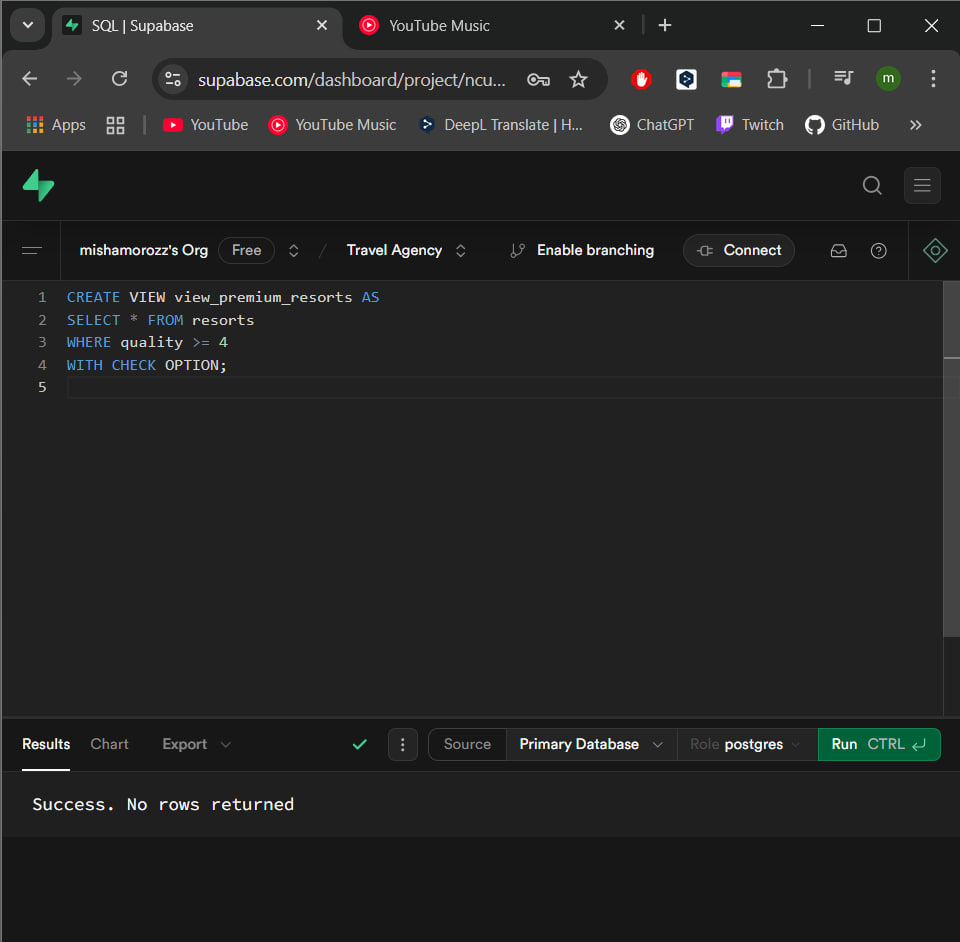 SQL | Supabase
YouTube Music
supabase.com/dashboard/project/ncu...
m
Apps
YouTube
YouTube Music
DeepL Translate | H...
ChatGPT
Twitch
GitHub
»
mishamorozz's Org Free / Travel Agency Enable branching Connect
1 CREATE VIEW view_premium_resorts AS
2 SELECT * FROM resorts
3 WHERE quality >= 4
4 WITH CHECK OPTION;
5
Results Chart Export Source Primary Database Role postgres Run CTRL ↵
Success. No rows returned